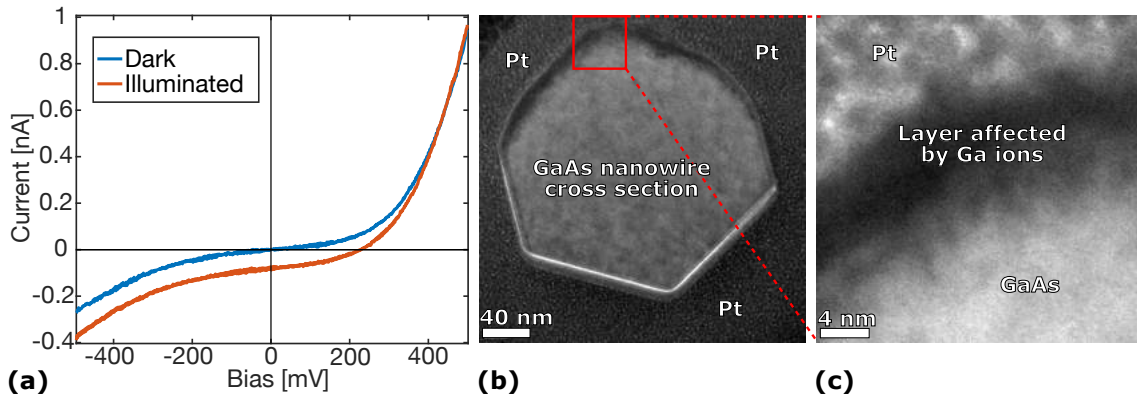 1
0.8
0.6
0.4
0.2
0
-0.2
-0.4
Current [nA]
Dark
Illuminated
-400 -200 0 200 400
Bias [mV]
(a)
Pt
Pt
GaAs nanowire
cross section
Pt
40 nm
(b)
Pt
Layer affected
by Ga ions
GaAs
4 nm
(c)